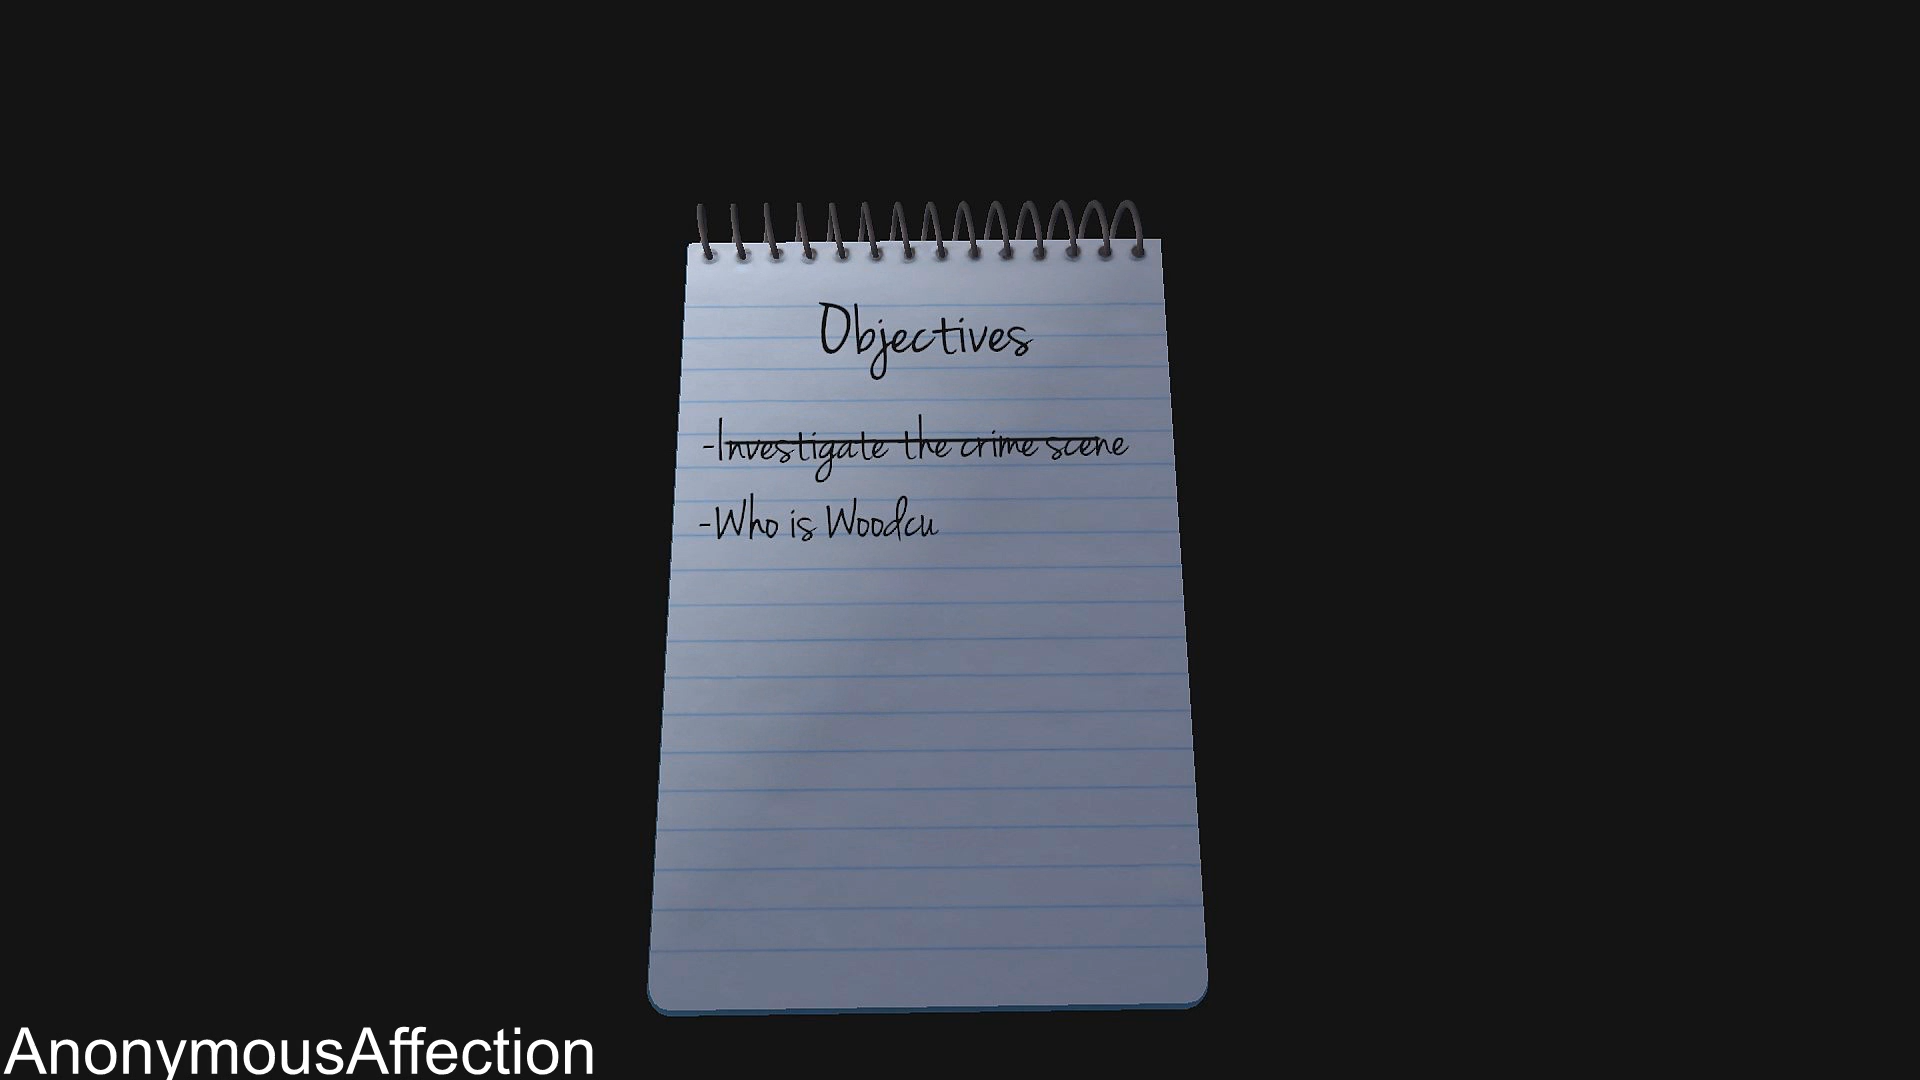 Objectives
-Investigate the crime scene
-Who is Woodcu
AnonymousAffection